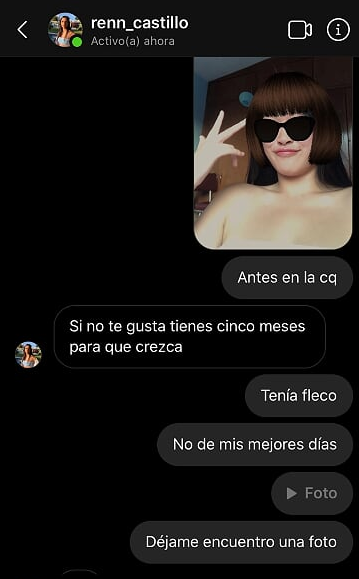 renn_castillo
Activo(a) ahora
Antes en la cq
Si no te gusta tienes cinco meses
para que crezca
Tenía fleco
No de mis mejores días
Foto
Déjame encuentro una foto